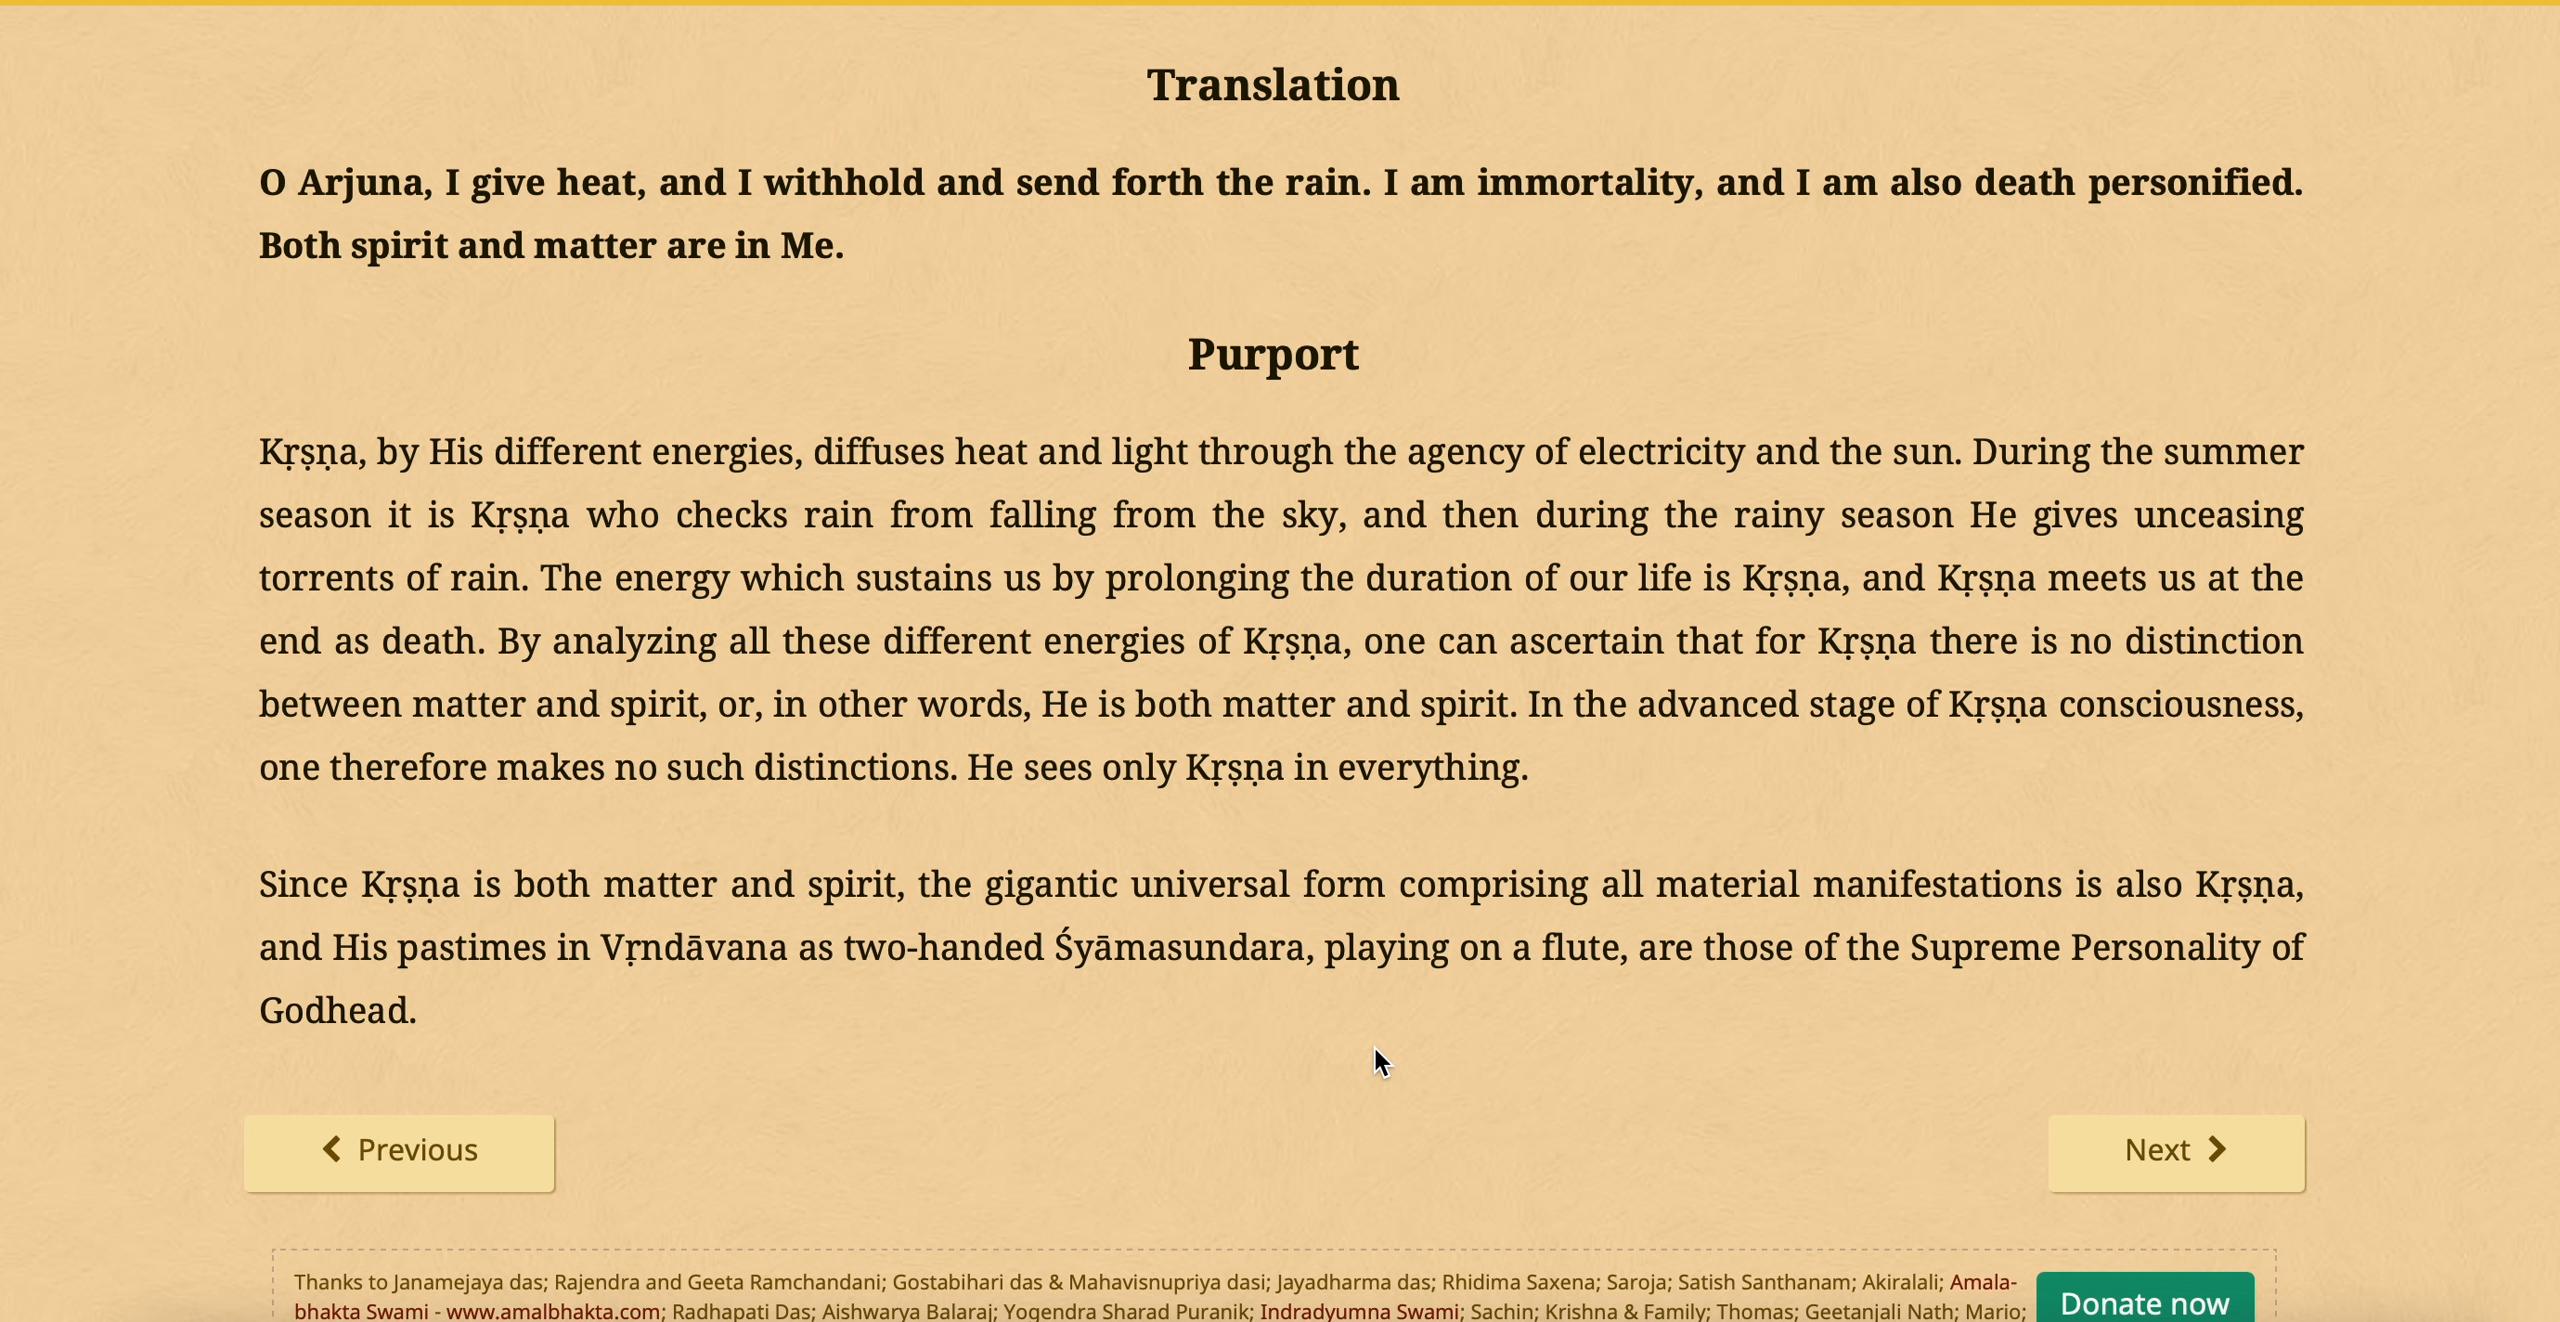 Translation
O Arjuna, I give heat, and I withhold and send forth the rain. I am immortality, and I am also death personified.
Both spirit and matter are in Me.
Purport
Kṛṣṇa, by His different energies, diffuses heat and light through the agency of electricity and the sun. During the summer
season it is Kṛṣṇa who checks rain from falling from the sky, and then during the rainy season He gives unceasing
torrents of rain. The energy which sustains us by prolonging the duration of our life is Kṛṣṇa, and Kṛṣṇa meets us at the
end as death. By analyzing all these different energies of Kṛṣṇa, one can ascertain that for Kṛṣṇa there is no distinction
between matter and spirit, or, in other words, He is both matter and spirit. In the advanced stage of Kṛṣṇa consciousness,
one therefore makes no such distinctions. He sees only Kṛṣṇa in everything.
Since Kṛṣṇa is both matter and spirit, the gigantic universal form comprising all material manifestations is also Kṛṣṇa,
and His pastimes in Vṛndāvana as two-handed Śyāmasundara, playing on a flute, are those of the Supreme Personality of
Godhead.
Previous
Next
Thanks to Janamejaya das; Rajendra and Geeta Ramchandani; Gostabihari das & Mahavisnupriya dasi; Jayadharma das; Rhidima Saxena; Saroja; Satish Santhanam; Akiralali; Amala-
bhakta Swami - www.amalbhakta.com; Radhapati Das; Aishwarya Balaraj; Yogendra Sharad Puranik; Indradyumna Swami; Sachin; Krishna & Family; Thomas; Geetanjali Nath; Mario;
Donate now